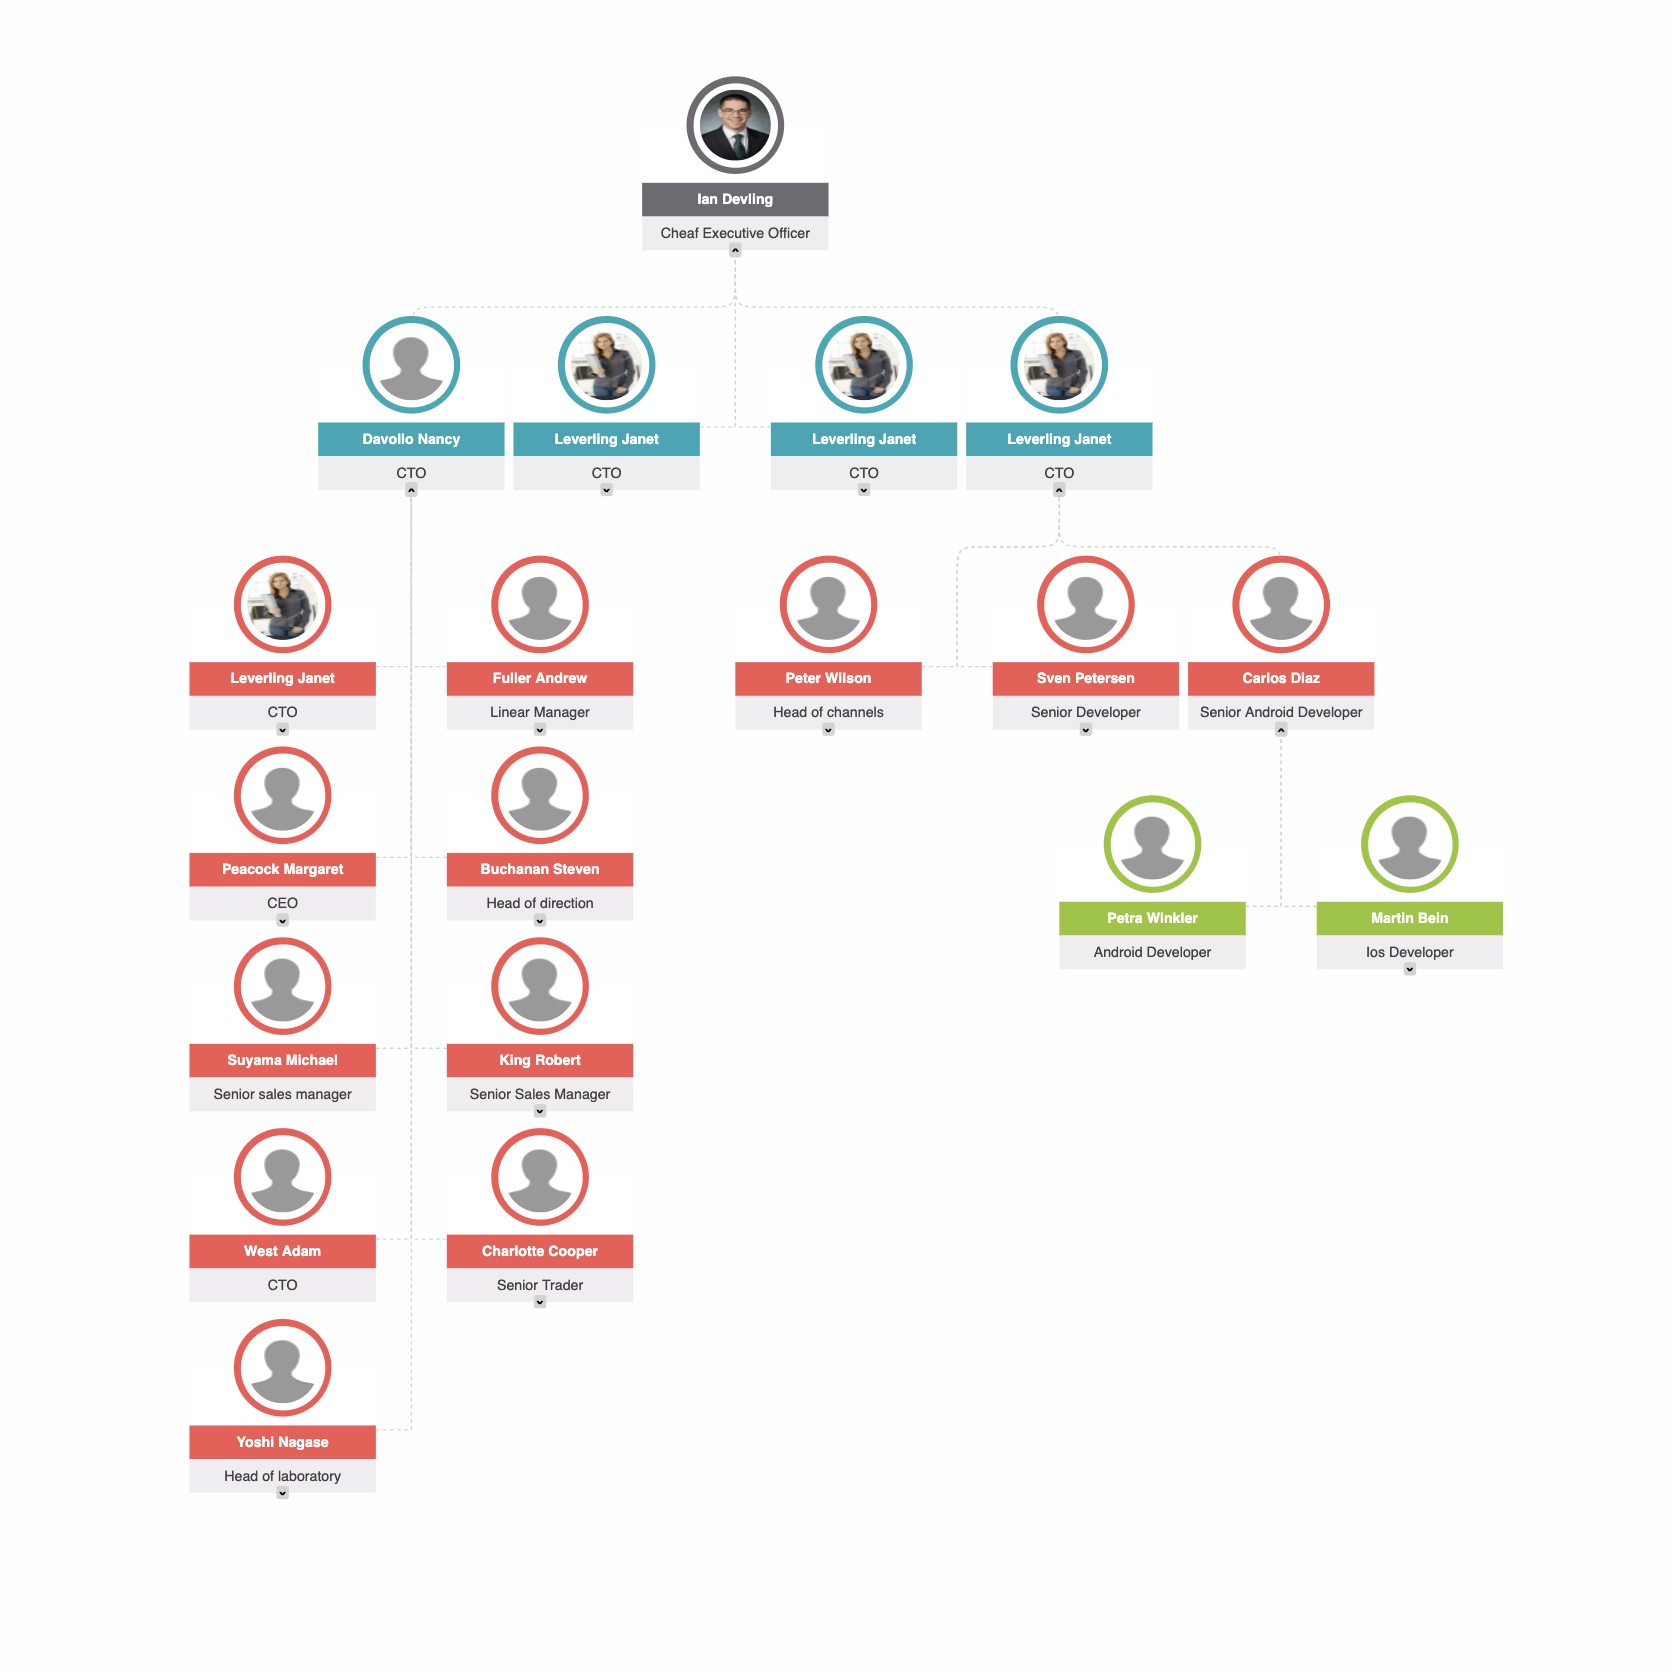 Ian Devling
Cheaf Executive Officer
Davolio Nancy
CTO
Leverling Janet
CTO
Leverling Janet
CTO
Leverling Janet
CTO
Leverling Janet
CTO
Fuller Andrew
Linear Manager
Peter Wilson
Head of channels
Sven Petersen
Senior Developer
Carlos Diaz
Senior Android Developer
Peacock Margaret
CEO
Buchanan Steven
Head of direction
Petra Winkler
Android Developer
Martin Bein
Ios Developer
Suyama Michael
Senior sales manager
King Robert
Senior Sales Manager
West Adam
CTO
Charlotte Cooper
Senior Trader
Yoshi Nagase
Head of laboratory